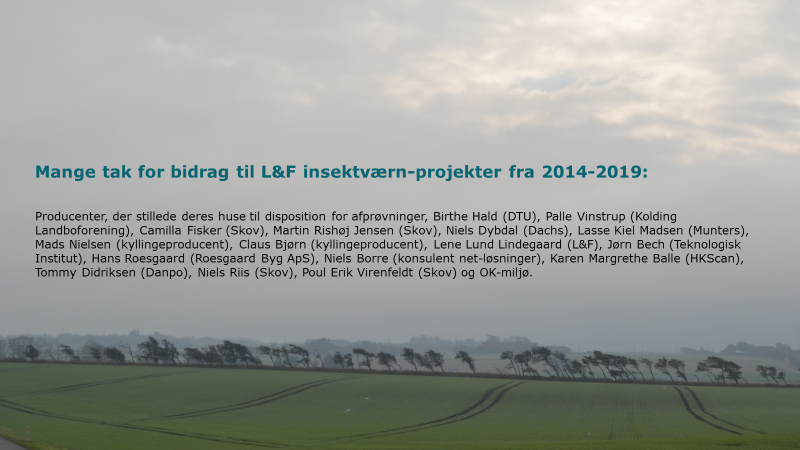 Mange tak for bidrag til L&F insektværn-projekter fra 2014-2019:
Producenter, der stillede deres huse til disposition for afprøvninger, Birthe Hald (DTU), Palle Vinstrup (Kolding
Landboforening), Camilla Fisker (Skov), Martin Rishøj Jensen (Skov), Niels Dybdal (Dachs), Lasse Kiel Madsen (Munters),
Mads Nielsen (kyllingeproducent), Claus Bjørn (kyllingeproducent), Lene Lund Lindegaard (L&F), Jørn Bech (Teknologisk
Institut), Hans Roesgaard (Roesgaard Byg ApS), Niels Borre (konsulent net-løsninger), Karen Margrethe Balle (HKScan),
Tommy Didriksen (Danpo), Niels Riis (Skov), Poul Erik Virenfeldt (Skov) og OK-miljø.